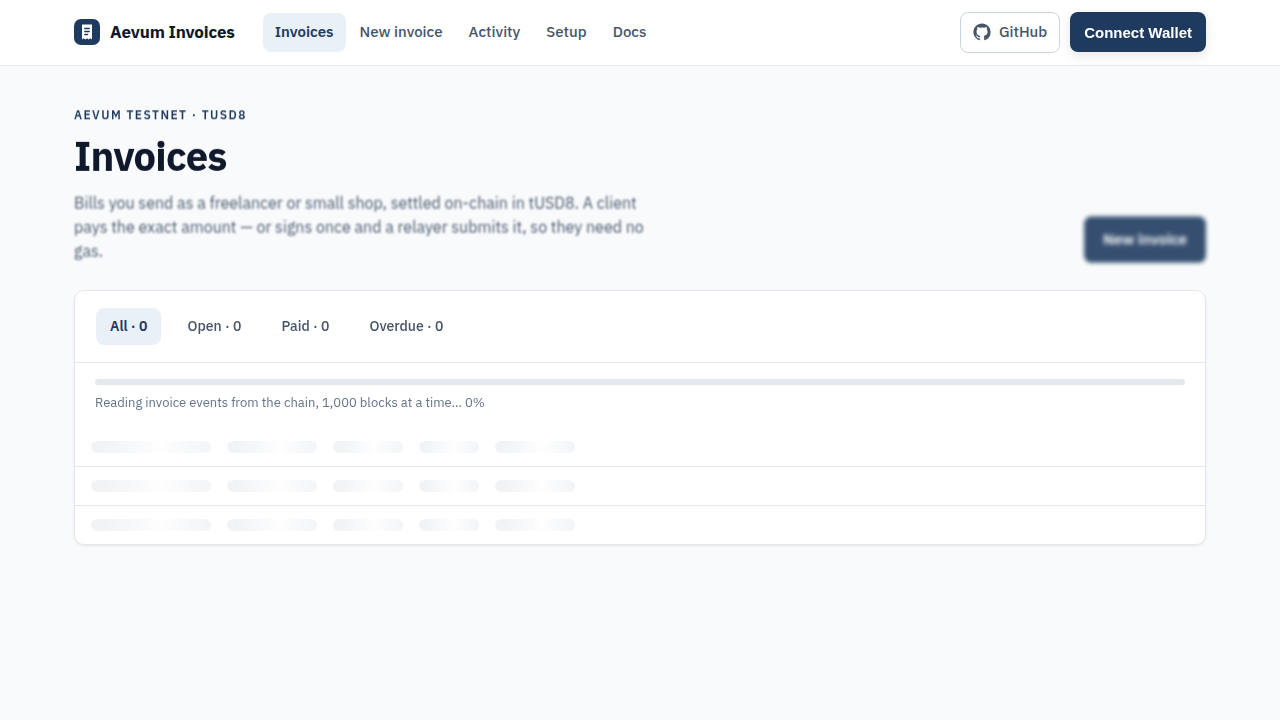 Aevum Invoices
Invoices
New invoice
Activity
Setup
Docs
GitHub
Connect Wallet
AEVUM TESTNET · TUSD8
Invoices
Bills you send as a freelancer or small shop, settled on-chain in tUSD8. A client
pays the exact amount — or signs once and a relayer submits it, so they need no
gas.
New invoice
All · 0
Open · 0
Paid · 0
Overdue · 0
Reading invoice events from the chain, 1,000 blocks at a time… 0%